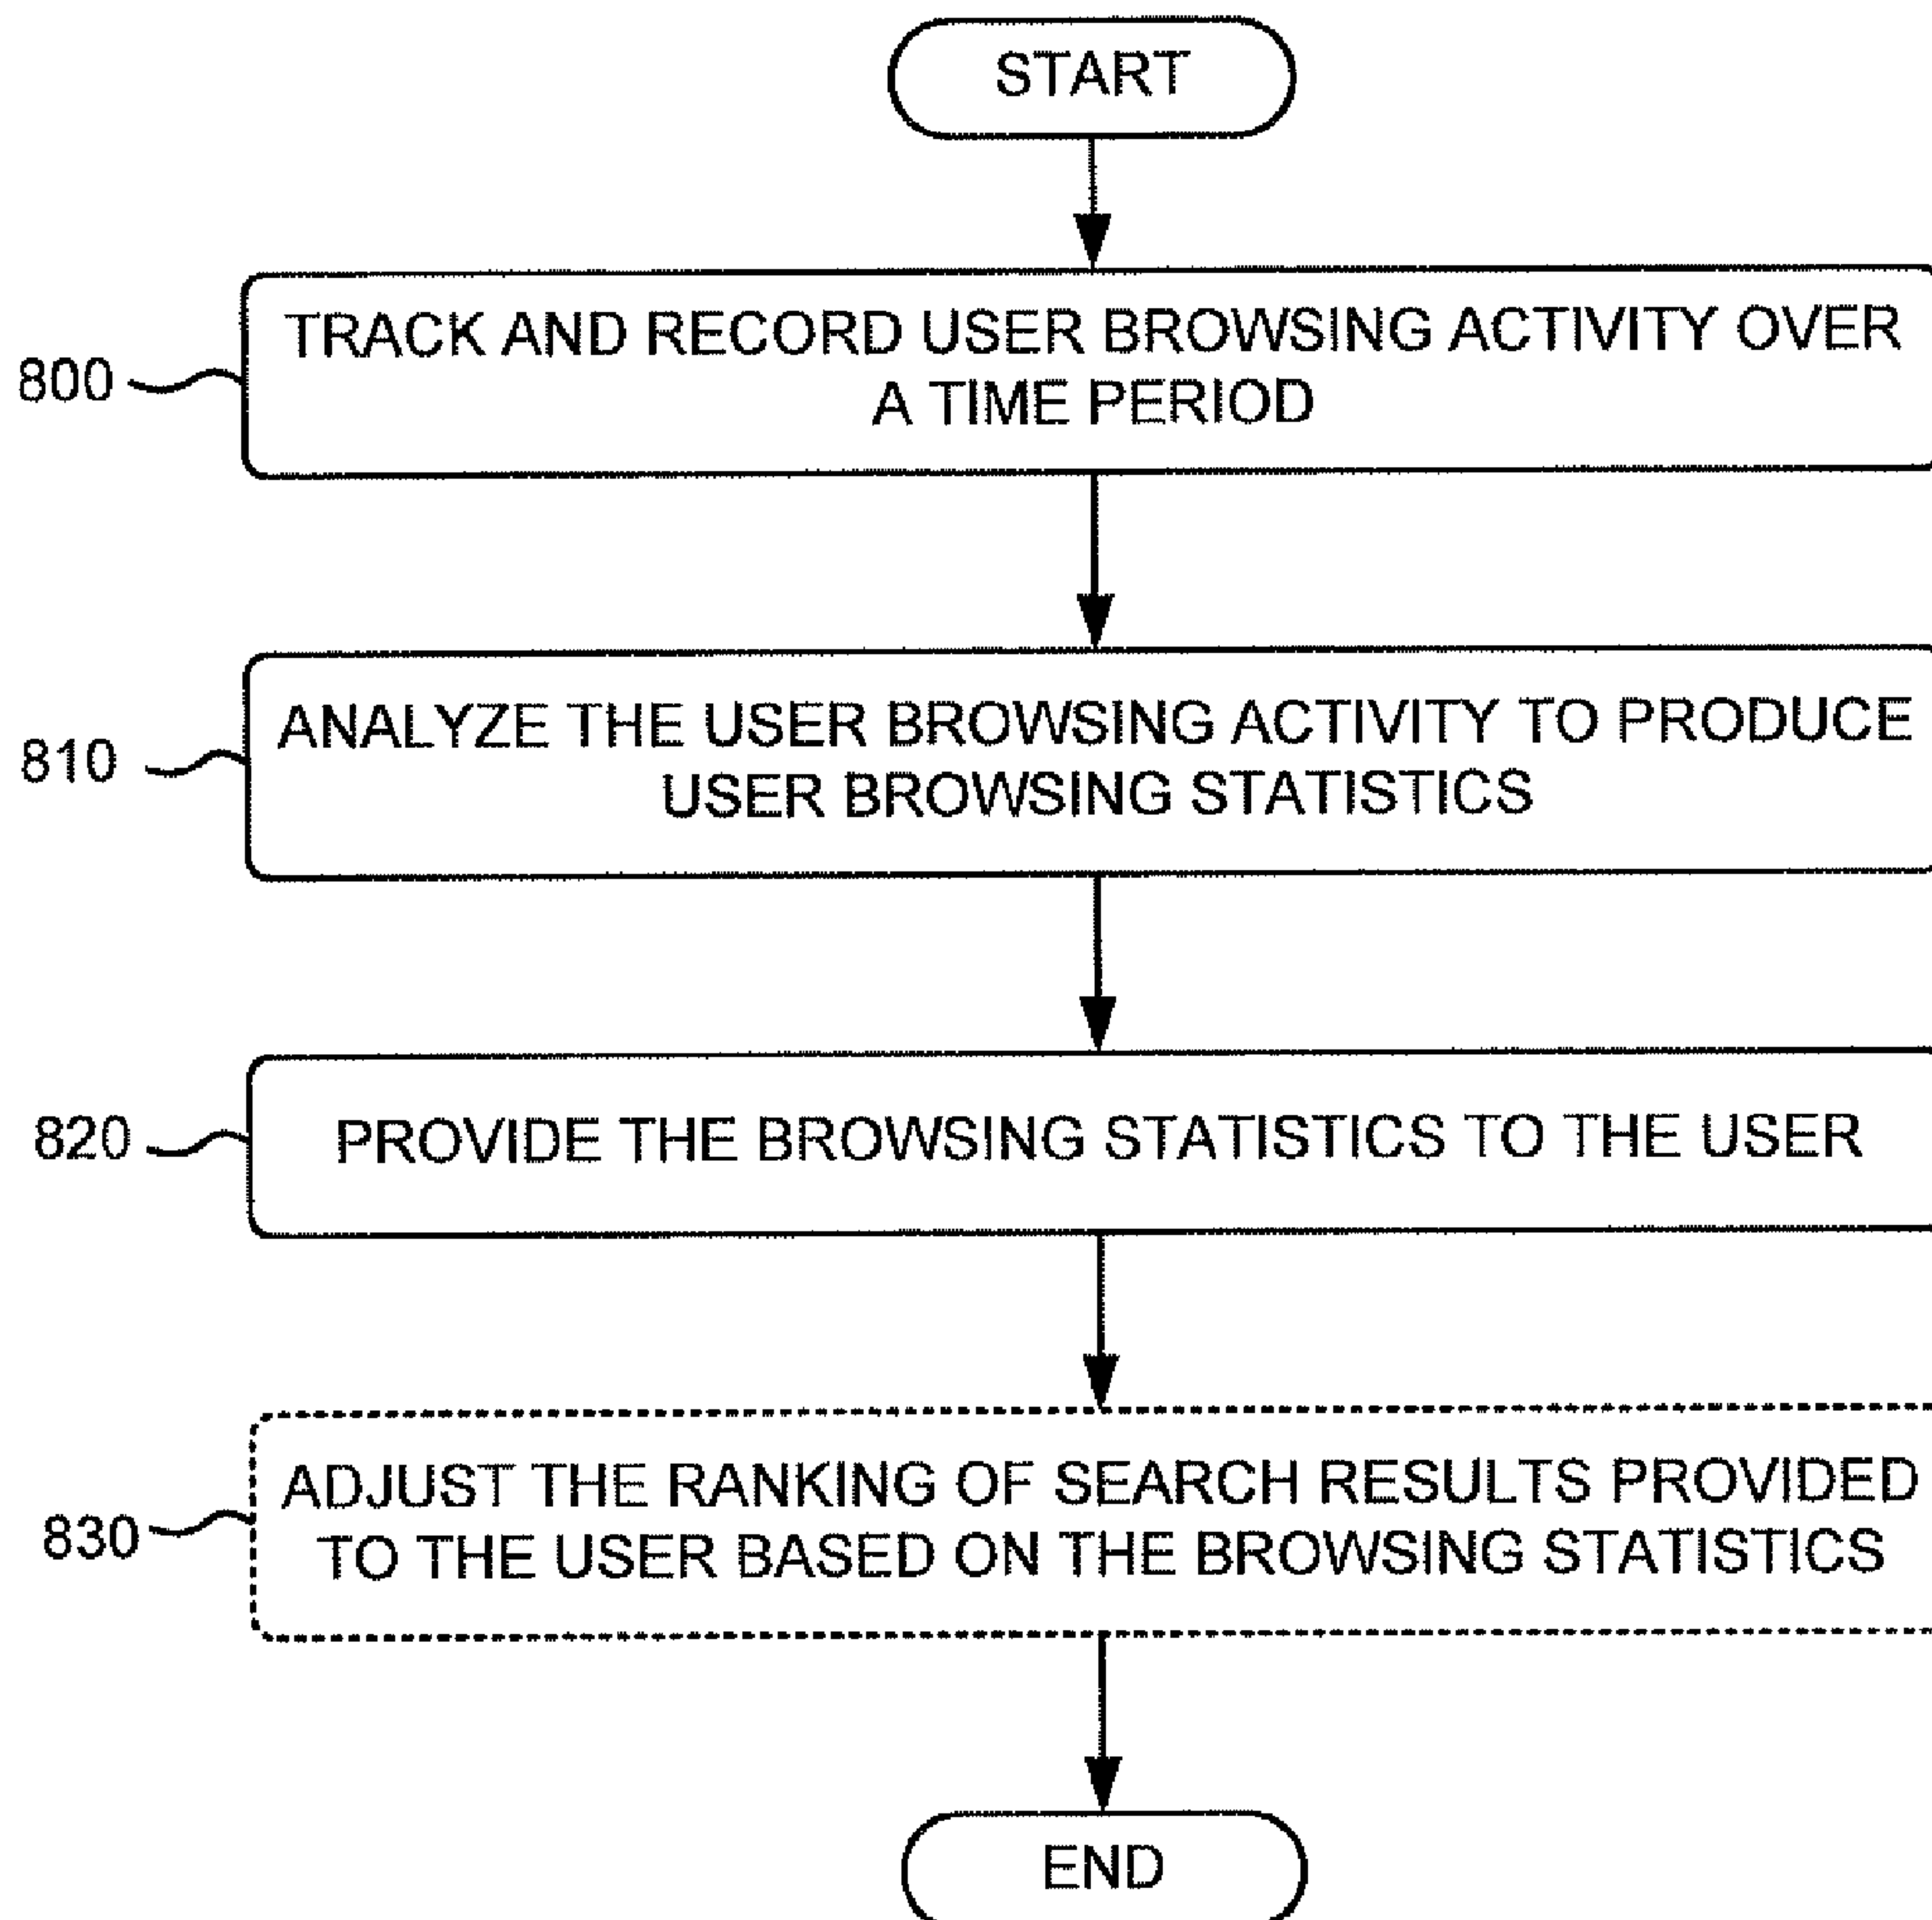 START
800
TRACK AND RECORD USER BROWSING ACTIVITY OVER
A TIME PERIOD
810
ANALYZE THE USER BROWSING ACTIVITY TO PRODUCE
USER BROWSING STATISTICS
820
PROVIDE THE BROWSING STATISTICS TO THE USER
830
ADJUST THE RANKING OF SEARCH RESULTS PROVIDED
TO THE USER BASED ON THE BROWSING STATISTICS
END